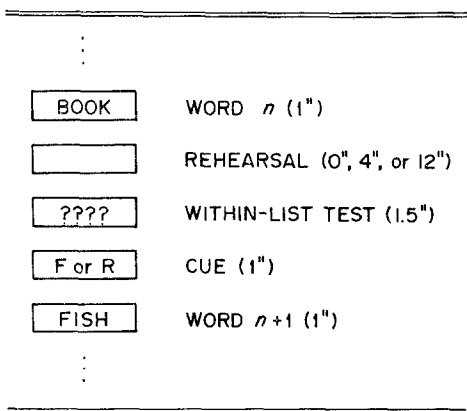 BOOK WORD n (1")
REHEARSAL (0", 4", or 12")
???? WITHIN-LIST TEST (1.5")
F or R CUE (1")
FISH WORD n+1 (1")